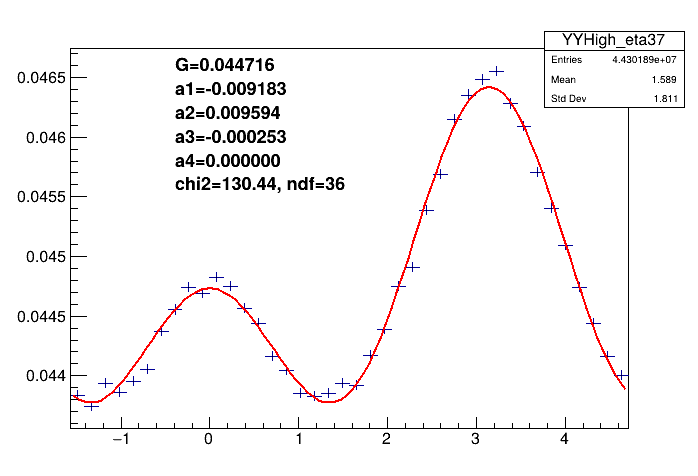 YYHigh_eta37
Entries 4.430189e+07
Mean 1.589
Std Dev 1.811
G=0.044716
a1=-0.009183
a2=0.009594
a3=-0.000253
a4=0.000000
chi2=130.44, ndf=36
0.0465
0.046
0.0455
0.045
0.0445
0.044
−1 0 1 2 3 4